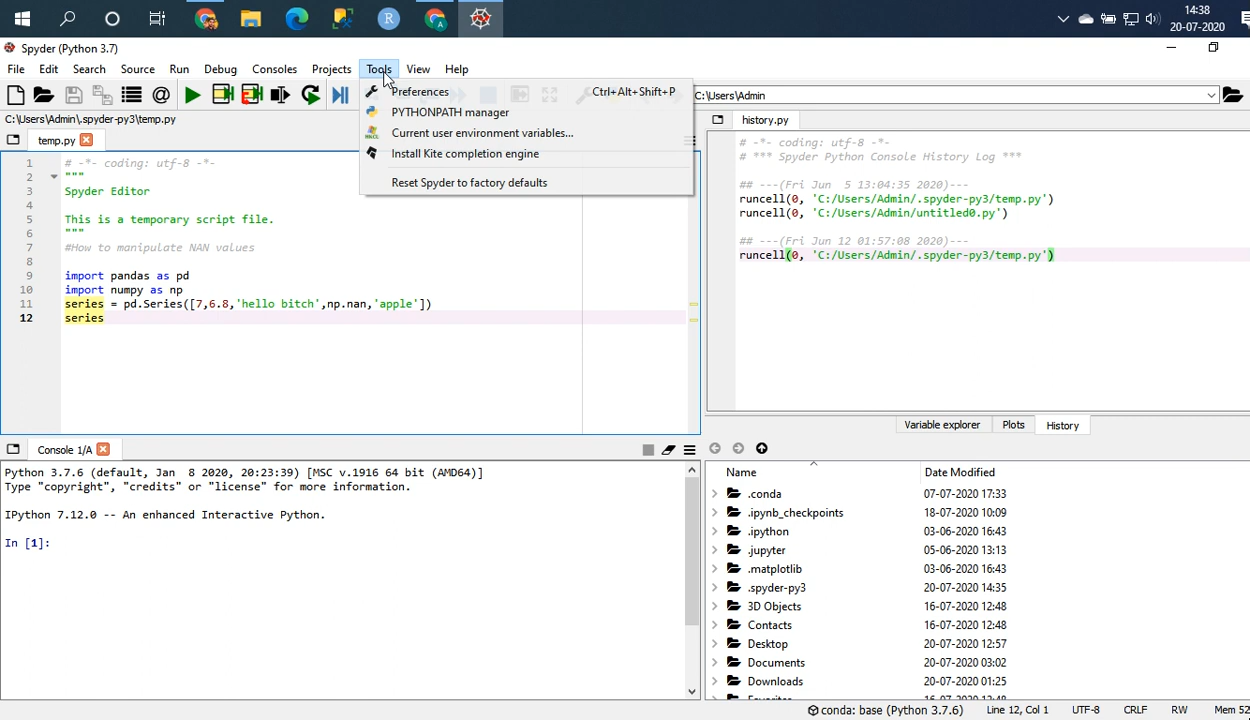 14:38
20-07-2020
Spyder (Python 3.7)
File Edit Search Source Run Debug Consoles Projects Tools View Help
Preferences Ctrl+Alt+Shift+P
PYTHONPATH manager
Current user environment variables...
Install Kite completion engine
Reset Spyder to factory defaults
C:\Users\Admin
C:\Users\Admin\.spyder-py3\temp.py
temp.py
1 # -*- coding: utf-8 -*-
2 """
3 Spyder Editor
4
5 This is a temporary script file.
6 """
7 #How to manipulate NAN values
8
9 import pandas as pd
10 import numpy as np
11 series = pd.Series([7,6.8,'hello bitch',np.nan,'apple'])
12 series
history.py
# -*- coding: utf-8 -*-
# *** Spyder Python Console History Log ***
## ---(Fri Jun  5 13:04:35 2020)---
runcell(0, 'C:/Users/Admin/.spyder-py3/temp.py')
runcell(0, 'C:/Users/Admin/untitled0.py')
## ---(Fri Jun 12 01:57:08 2020)---
runcell(0, 'C:/Users/Admin/.spyder-py3/temp.py')
Variable explorer Plots History
Console 1/A
Python 3.7.6 (default, Jan  8 2020, 20:23:39) [MSC v.1916 64 bit (AMD64)]
Type "copyright", "credits" or "license" for more information.
IPython 7.12.0 -- An enhanced Interactive Python.
In [1]:
Name Date Modified
.conda 07-07-2020 17:33
.ipynb_checkpoints 18-07-2020 10:09
.ipython 03-06-2020 16:43
.jupyter 05-06-2020 13:13
.matplotlib 03-06-2020 16:43
.spyder-py3 20-07-2020 14:35
3D Objects 16-07-2020 12:48
Contacts 16-07-2020 12:48
Desktop 20-07-2020 12:57
Documents 20-07-2020 03:02
Downloads 20-07-2020 01:25
conda: base (Python 3.7.6) Line 12, Col 1 UTF-8 CRLF RW Mem 52